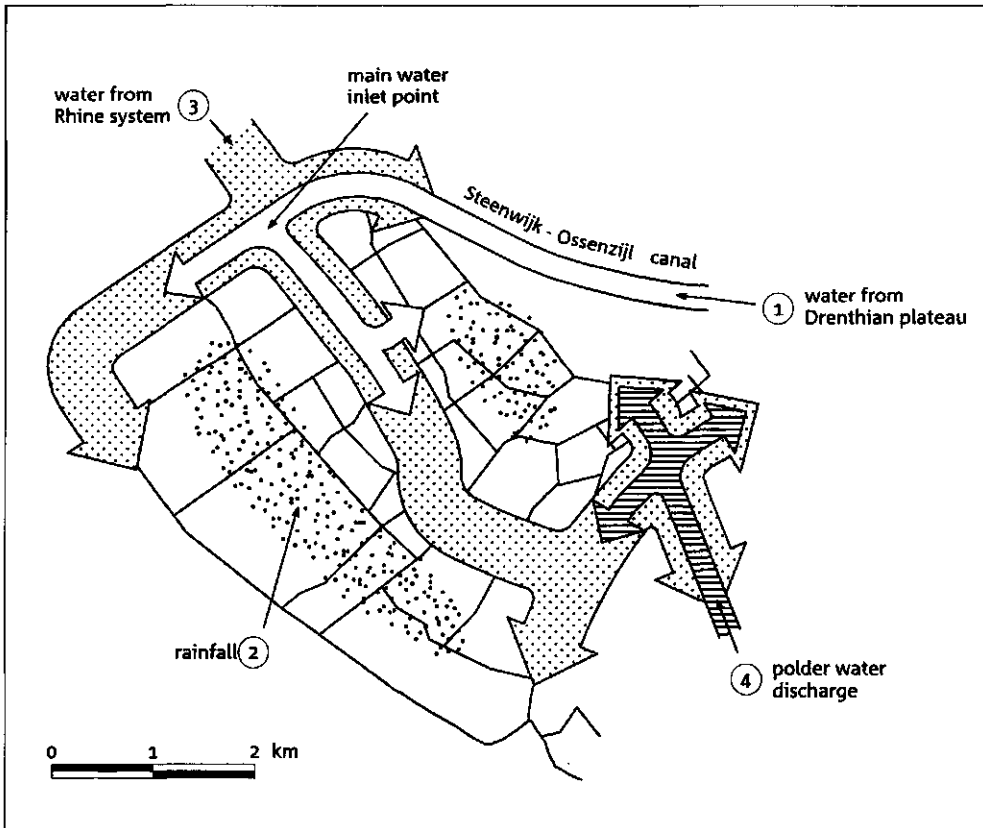 water from
Rhine system
3
main water
inlet point
Steenwijk - Ossenzijl canal
1
water from
Drenthian plateau
rainfall 2
4
polder water
discharge
0 1 2 km